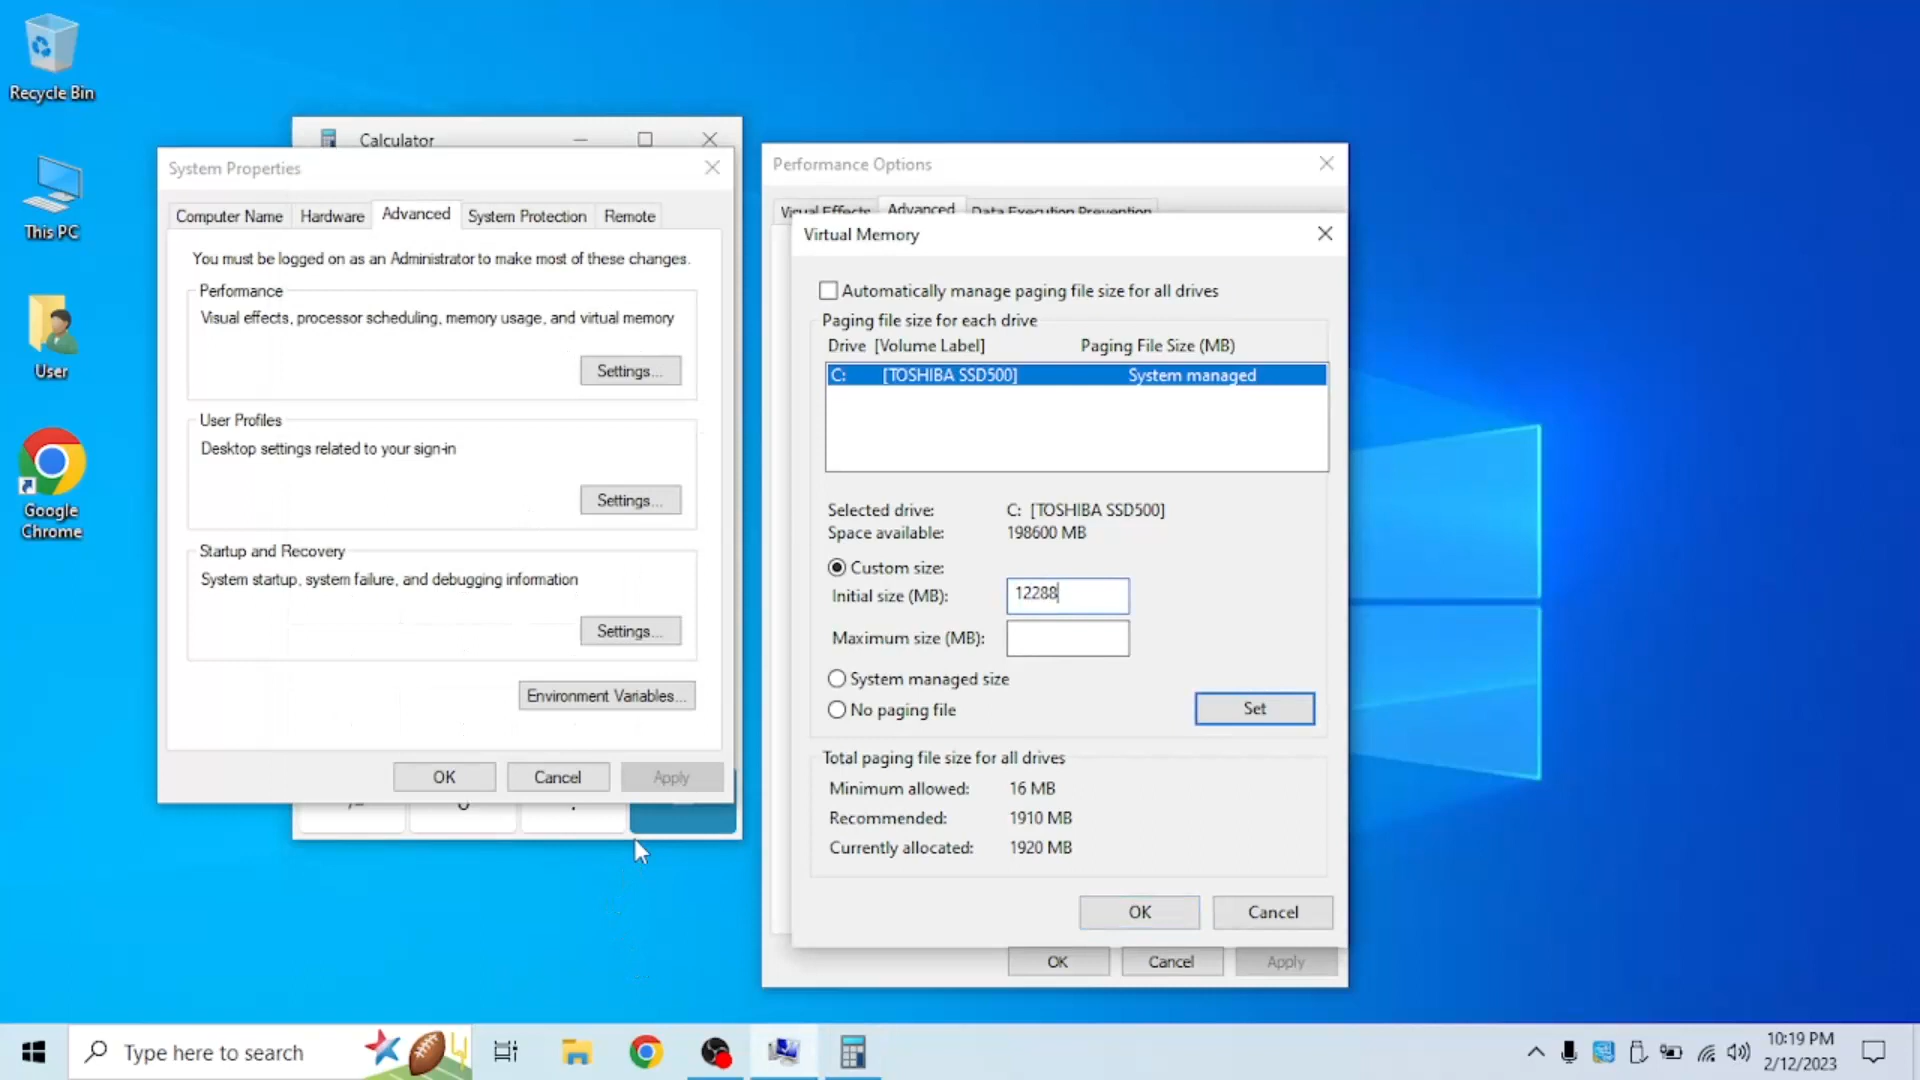 Recycle Bin
This PC
User
Google
Chrome
Calculator
System Properties
Computer Name
Hardware
Advanced
System Protection
Remote
You must be logged on as an Administrator to make most of these changes.
Performance
Visual effects, processor scheduling, memory usage, and virtual memory
Settings...
User Profiles
Desktop settings related to your sign-in
Settings...
Startup and Recovery
System startup, system failure, and debugging information
Settings...
Environment Variables...
OK
Cancel
Apply
Performance Options
Visual Effects
Advanced
Data Execution Prevention
Virtual Memory
Automatically manage paging file size for all drives
Paging file size for each drive
Drive [Volume Label]
Paging File Size (MB)
C: [TOSHIBA SSD500]
System managed
Selected drive:
C: [TOSHIBA SSD500]
Space available:
198600 MB
Custom size:
Initial size (MB):
12288
Maximum size (MB):
System managed size
No paging file
Set
Total paging file size for all drives
Minimum allowed:
16 MB
Recommended:
1910 MB
Currently allocated:
1920 MB
OK
Cancel
OK
Cancel
Apply
Type here to search
10:19 PM
2/12/2023